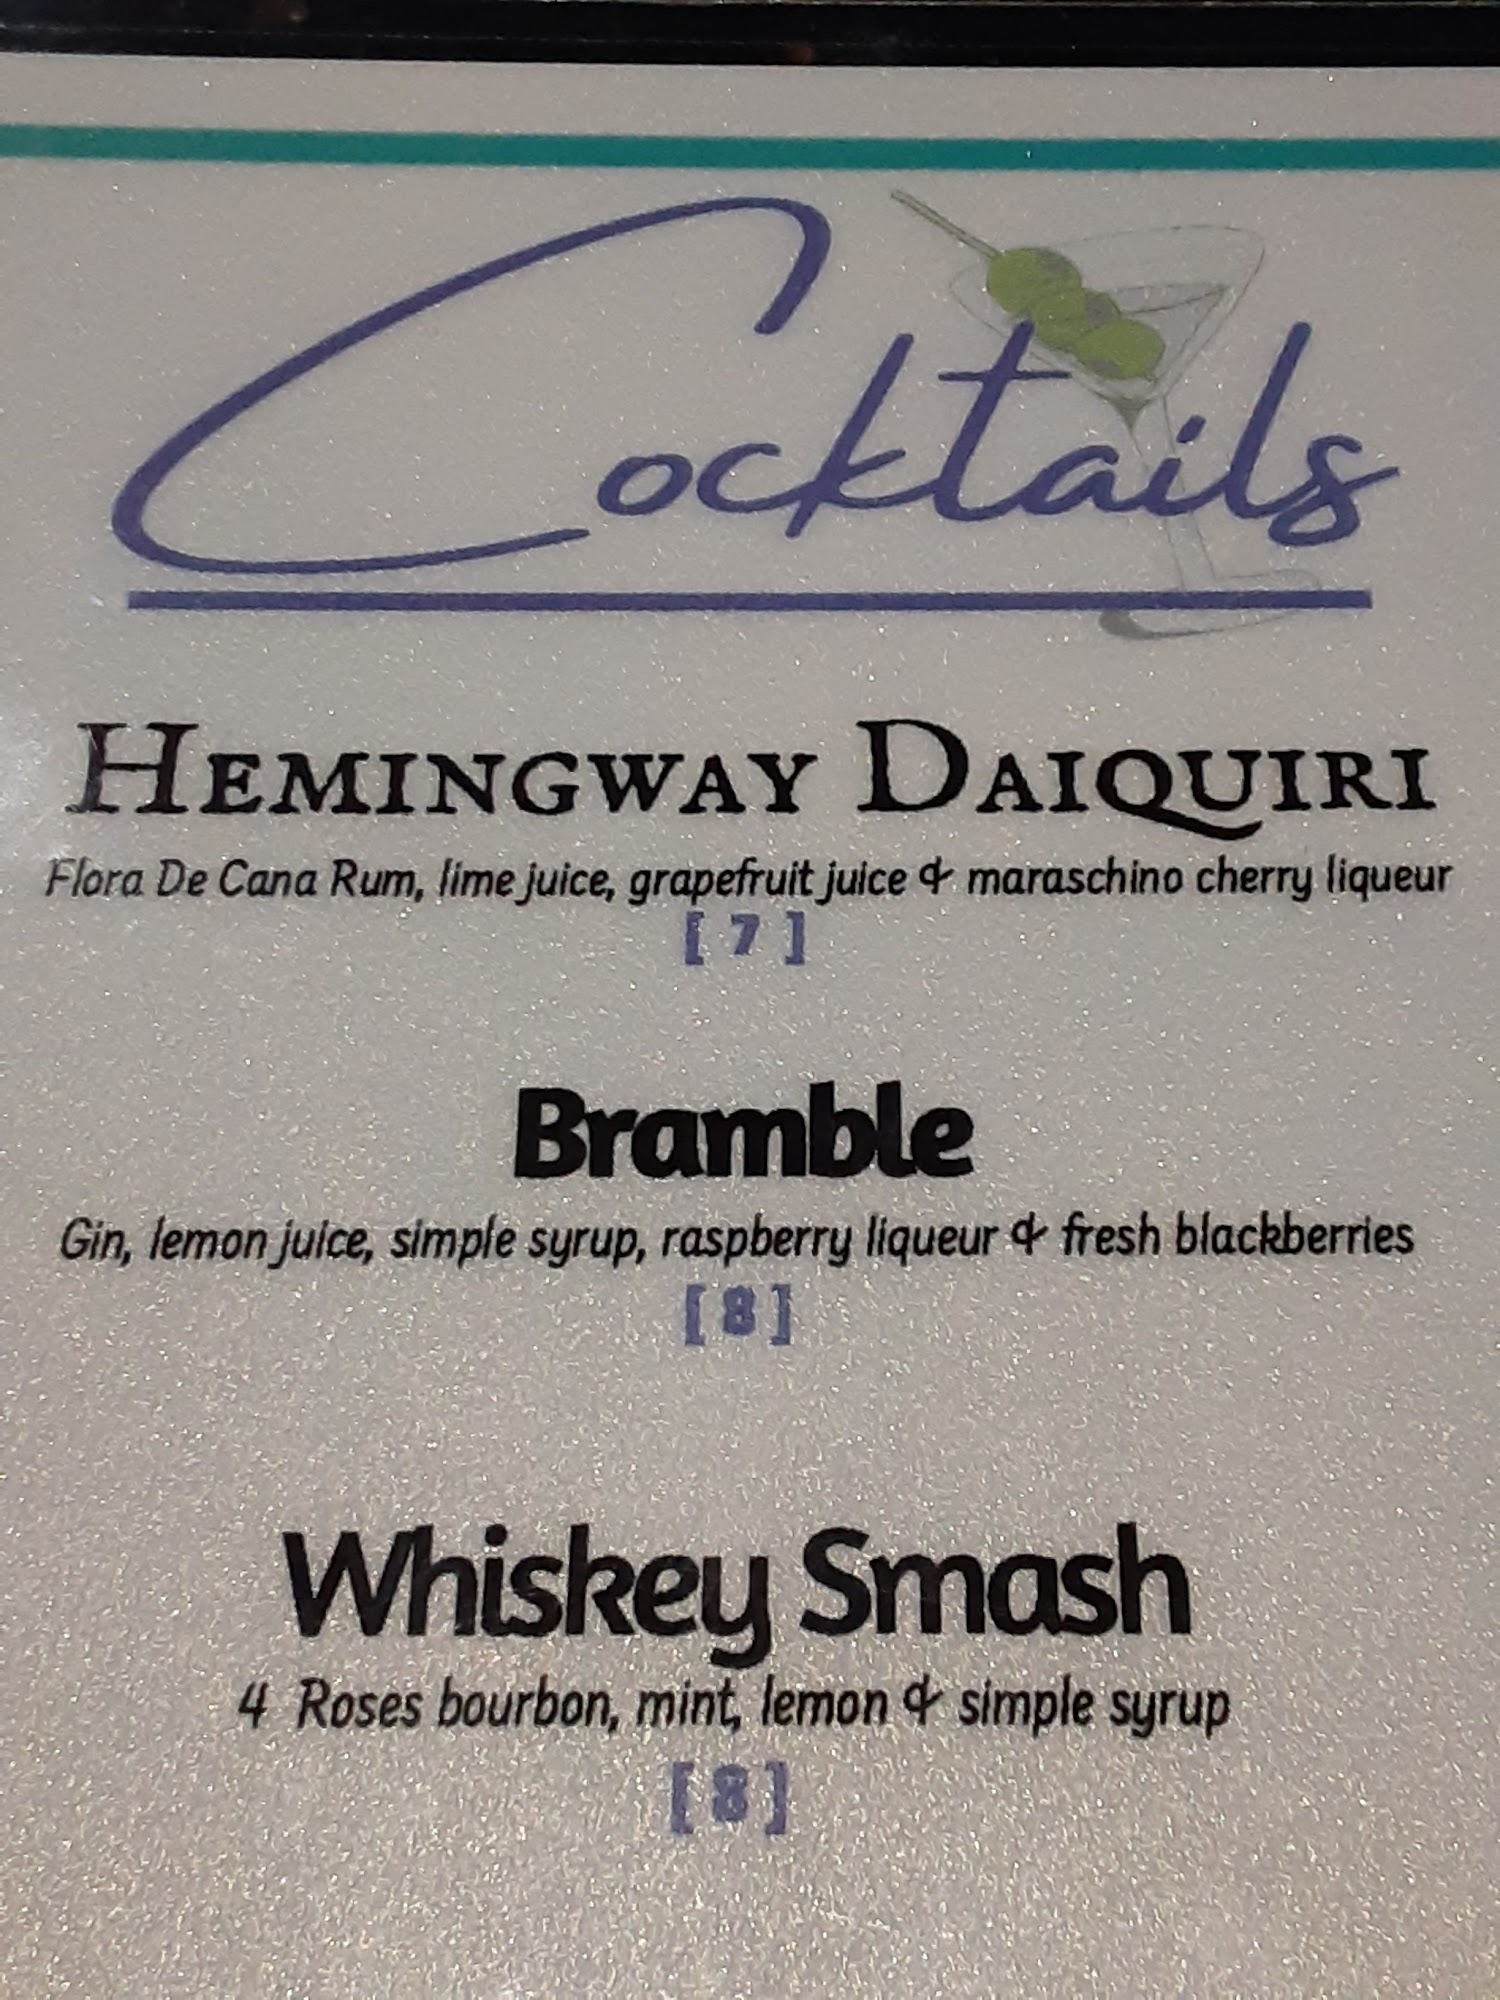 Cocktails
HEMINGWAY DAIQUIRI
Flora De Cana Rum, lime juice, grapefruit juice & maraschino cherry liqueur
[ 7 ]
Bramble
Gin, lemon juice, simple syrup, raspberry liqueur & fresh blackberries
[ 8 ]
Whiskey Smash
4 Roses bourbon, mint, lemon & simple syrup
[ 8 ]